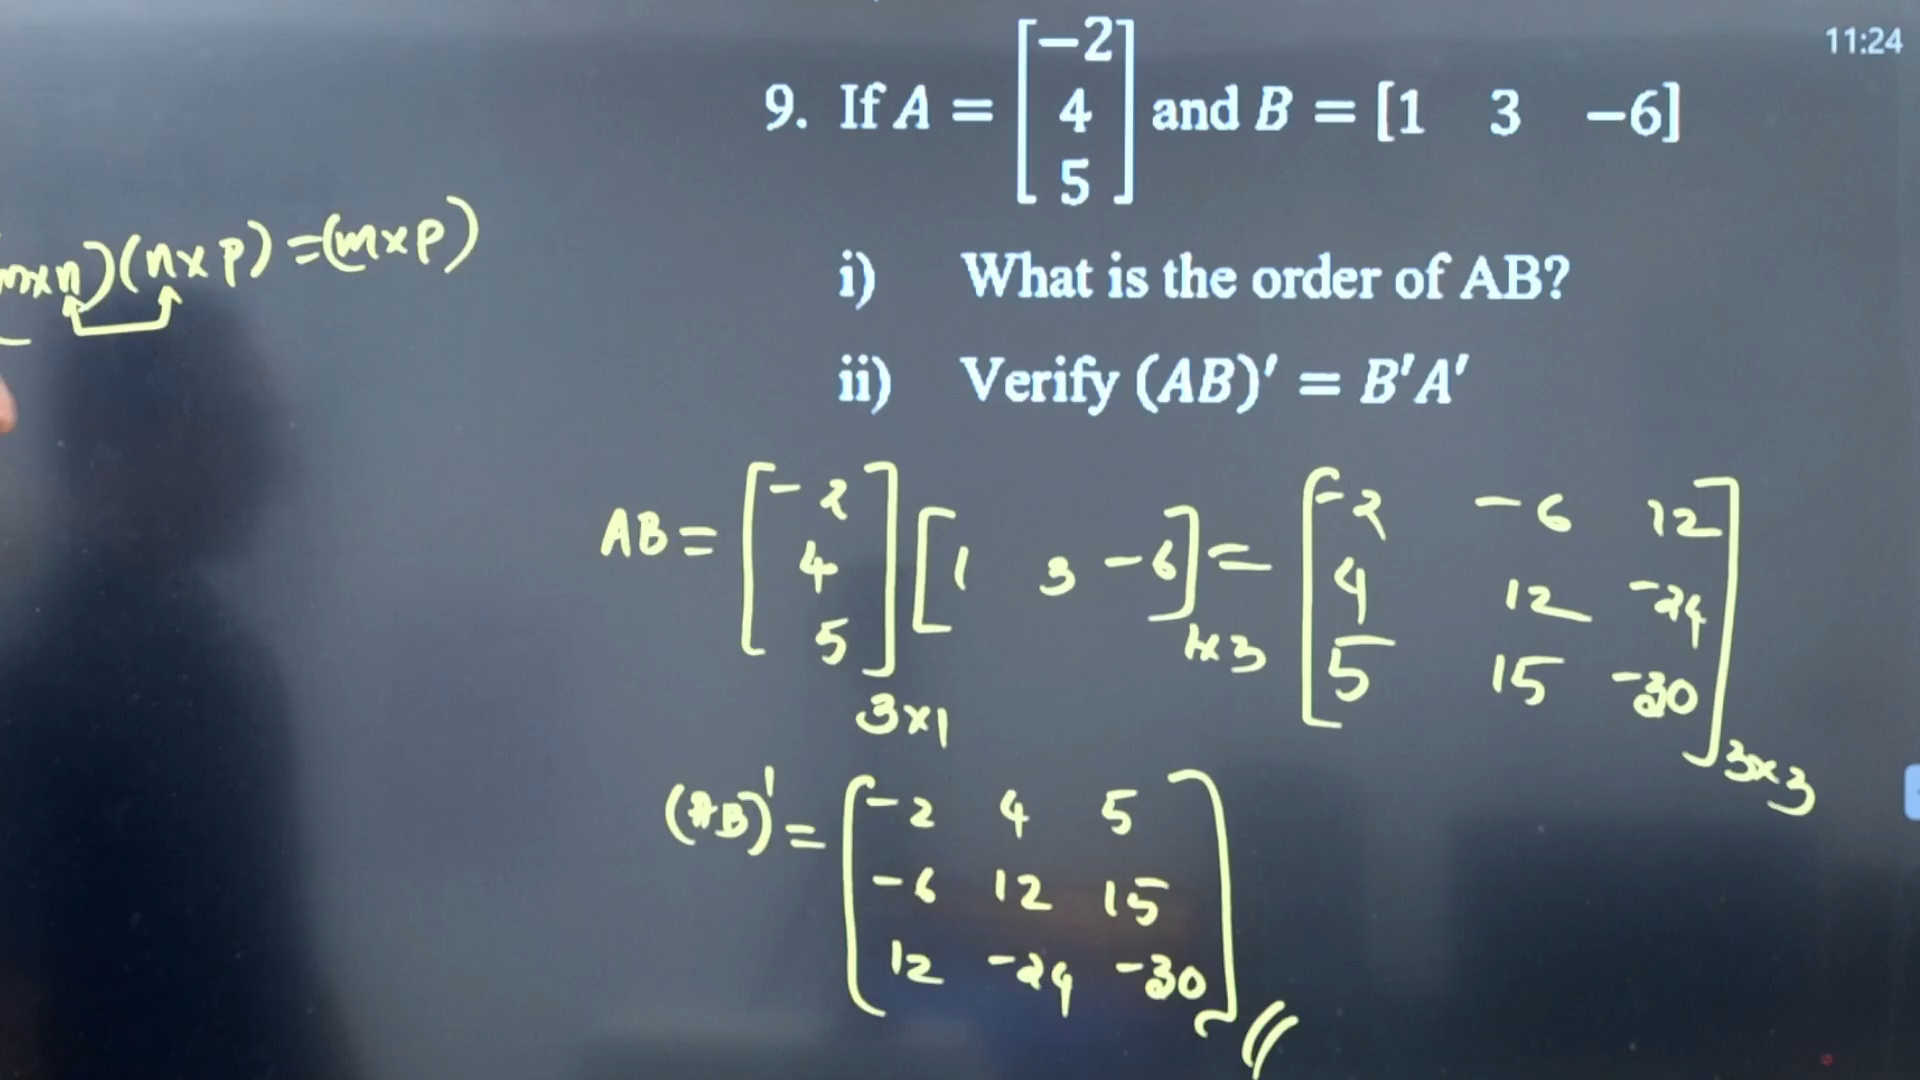 11:24
9. If A = [-2 4 5] and B = [1 3 −6]
i) What is the order of AB?
ii) Verify (AB)′ = B′A′
m×n)(n×p) = (m×p)
AB = [-2 4 5] 3×1 [1 3 -6] 1×3 = [-2 -6 12
4 12 -24
5 15 -30] 3×3
(AB)' = [-2 4 5
-6 12 15
12 -24 -30]